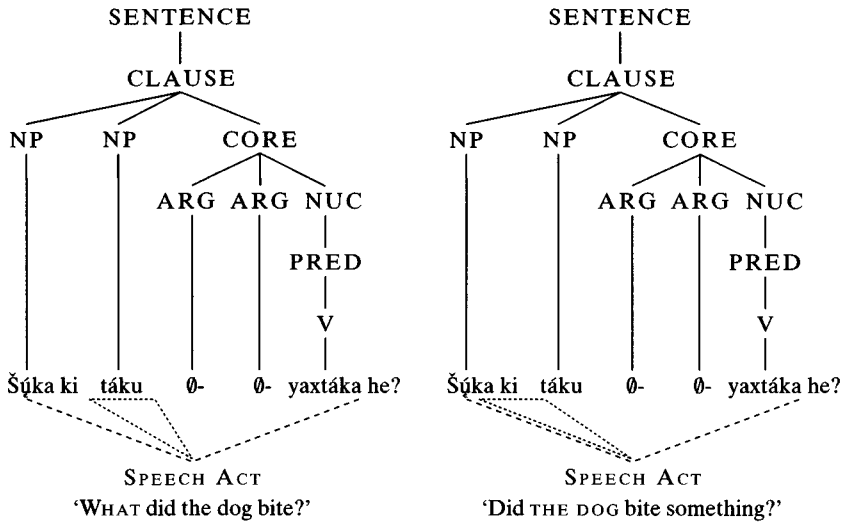 SENTENCE SENTENCE
CLAUSE CLAUSE
NP NP CORE NP NP CORE
ARG ARG NUC ARG ARG NUC
PRED PRED
V V
Šúka ki táku Ø- Ø- yaxtáka he? Šúka ki táku Ø- Ø- yaxtáka he?
SPEECH ACT SPEECH ACT
‘WHAT did the dog bite?’ ‘Did THE DOG bite something?’